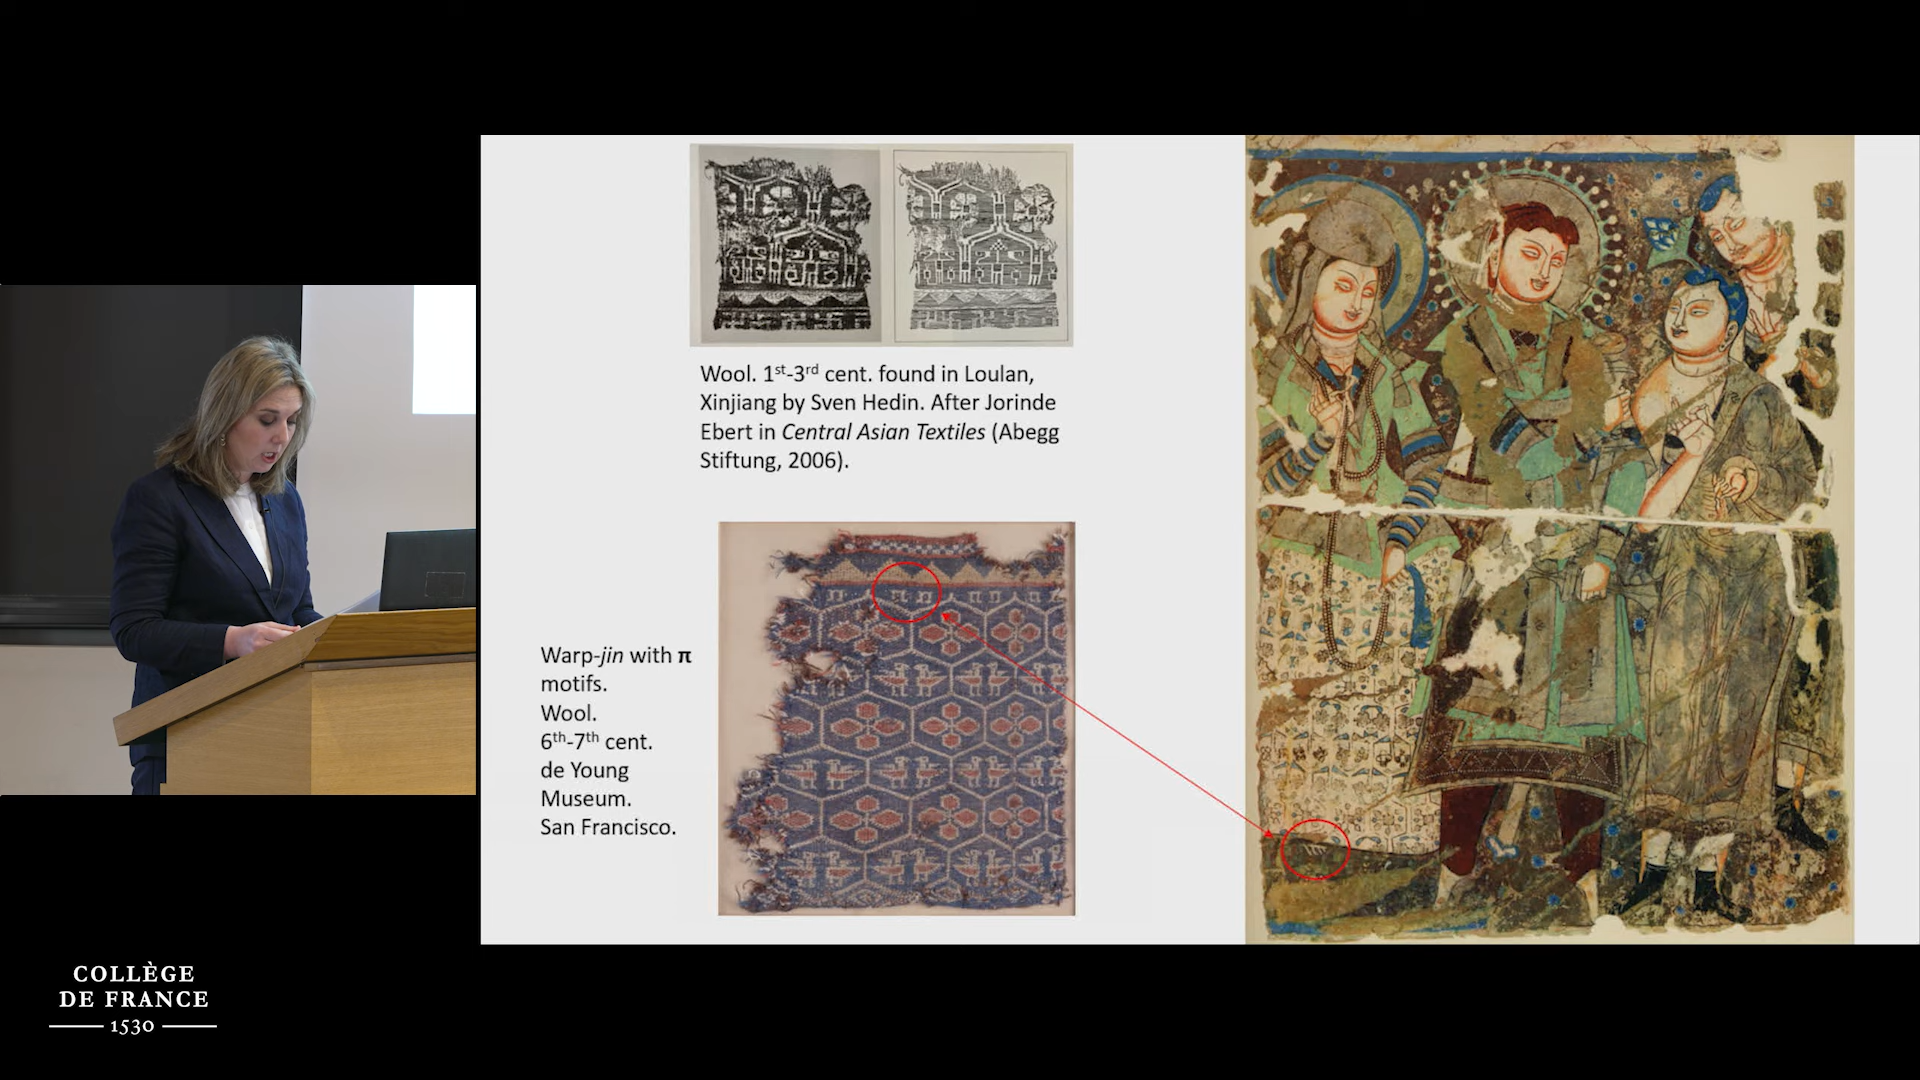 Wool. 1st-3rd cent. found in Loulan,
Xinjiang by Sven Hedin. After Jorinde
Ebert in Central Asian Textiles (Abegg
Stiftung, 2006).
Warp-jin with π
motifs.
Wool.
6th-7th cent.
de Young
Museum.
San Francisco.
COLLÈGE
DE FRANCE
1530